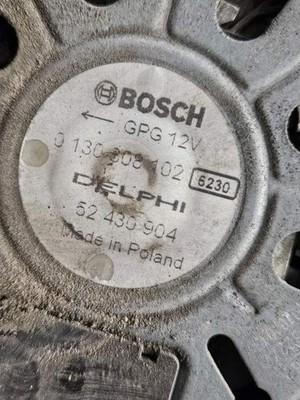 BOSCH
← GPG 12V
0 130 308 102
6230
DELPHI
52 430 904
Made in Poland